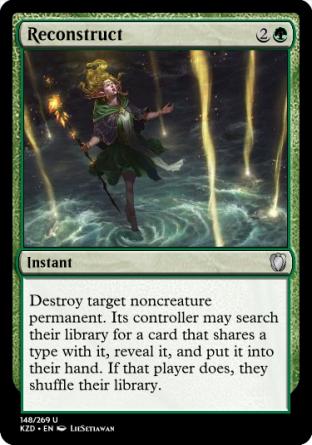 Reconstruct 2
Instant
Destroy target noncreature
permanent. Its controller may search
their library for a card that shares a
type with it, reveal it, and put it into
their hand. If that player does, they
shuffle their library.
148/269 U
KZD • EN LieSetiawan